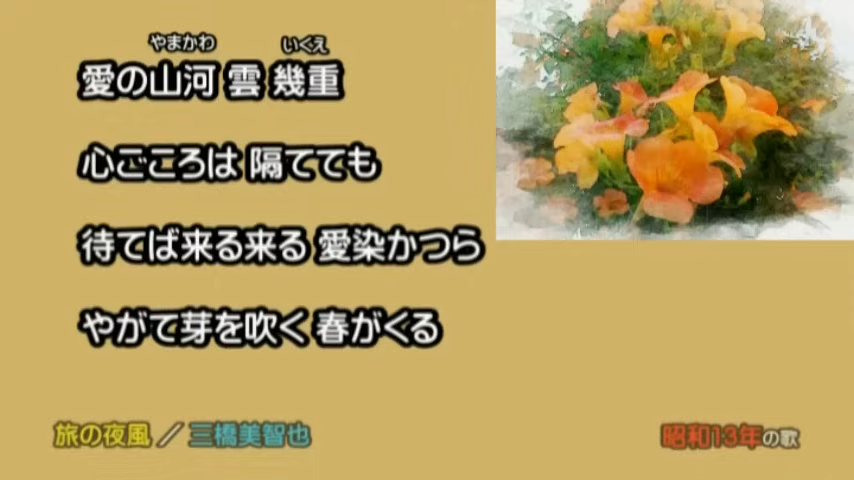 やまかわ いくえ
愛の山河 雲 幾重
心ごころは 隔てても
待てば来る来る 愛染かつら
やがて芽を吹く 春がくる
旅の夜風 / 三橋美智也
昭和13年の歌